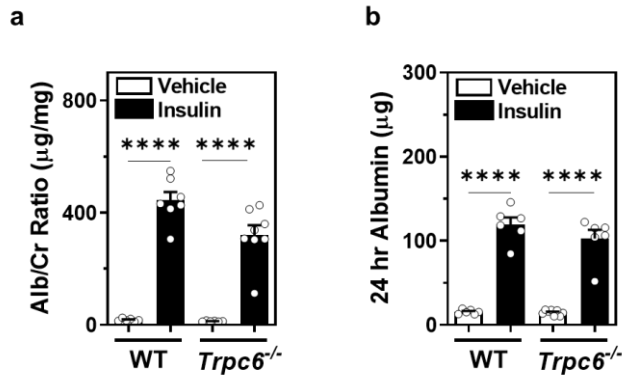 a
Alb/Cr Ratio (μg/mg)
800
400
0
Vehicle
Insulin
**** ****
WT Trpc6-/-
b
24 hr Albumin (μg)
300
200
100
0
Vehicle
Insulin
**** ****
WT Trpc6-/-